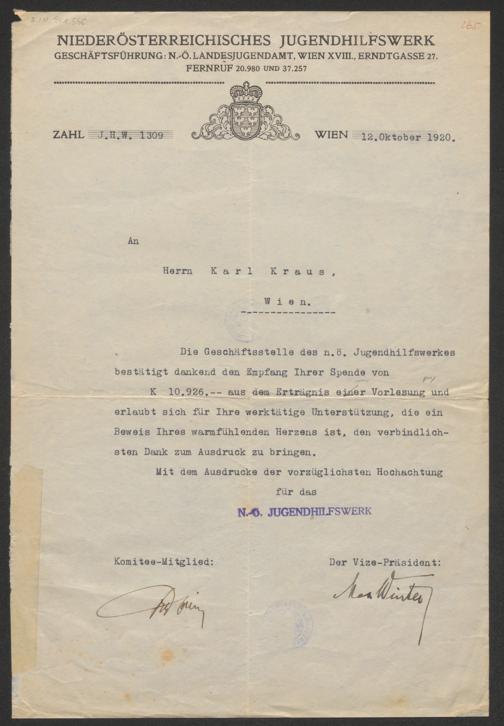 NIEDERÖSTERREICHISCHES JUGENDHILFSWERK
GESCHÄFTSFÜHRUNG: N.-Ö. LANDESJUGENDAMT, WIEN XVIII., ERNDTGASSE 27.
FERNRUF 20.980 UND 37.257
ZAHL J.H.W. 1309 WIEN 12.Oktober 1920.
An
Herrn Karl Kraus,
Wien.
Die Geschäftsstelle des n.ö. Jugendhilfswerkes
bestätigt dankend den Empfang Ihrer Spende von
K 10,926.-- aus dem Erträgnis einer Vorlesung und
erlaubt sich für Ihre werktätige Unterstützung, die ein
Beweis Ihres warmfühlenden Herzens ist, den verbindlich-
sten Dank zum Ausdruck zu bringen.
Mit dem Ausdrucke der vorzüglichsten Hochachtung
für das
N.-Ö. JUGENDHILFSWERK
Komitee-Mitglied: Der Vize-Präsident:
Max Winter